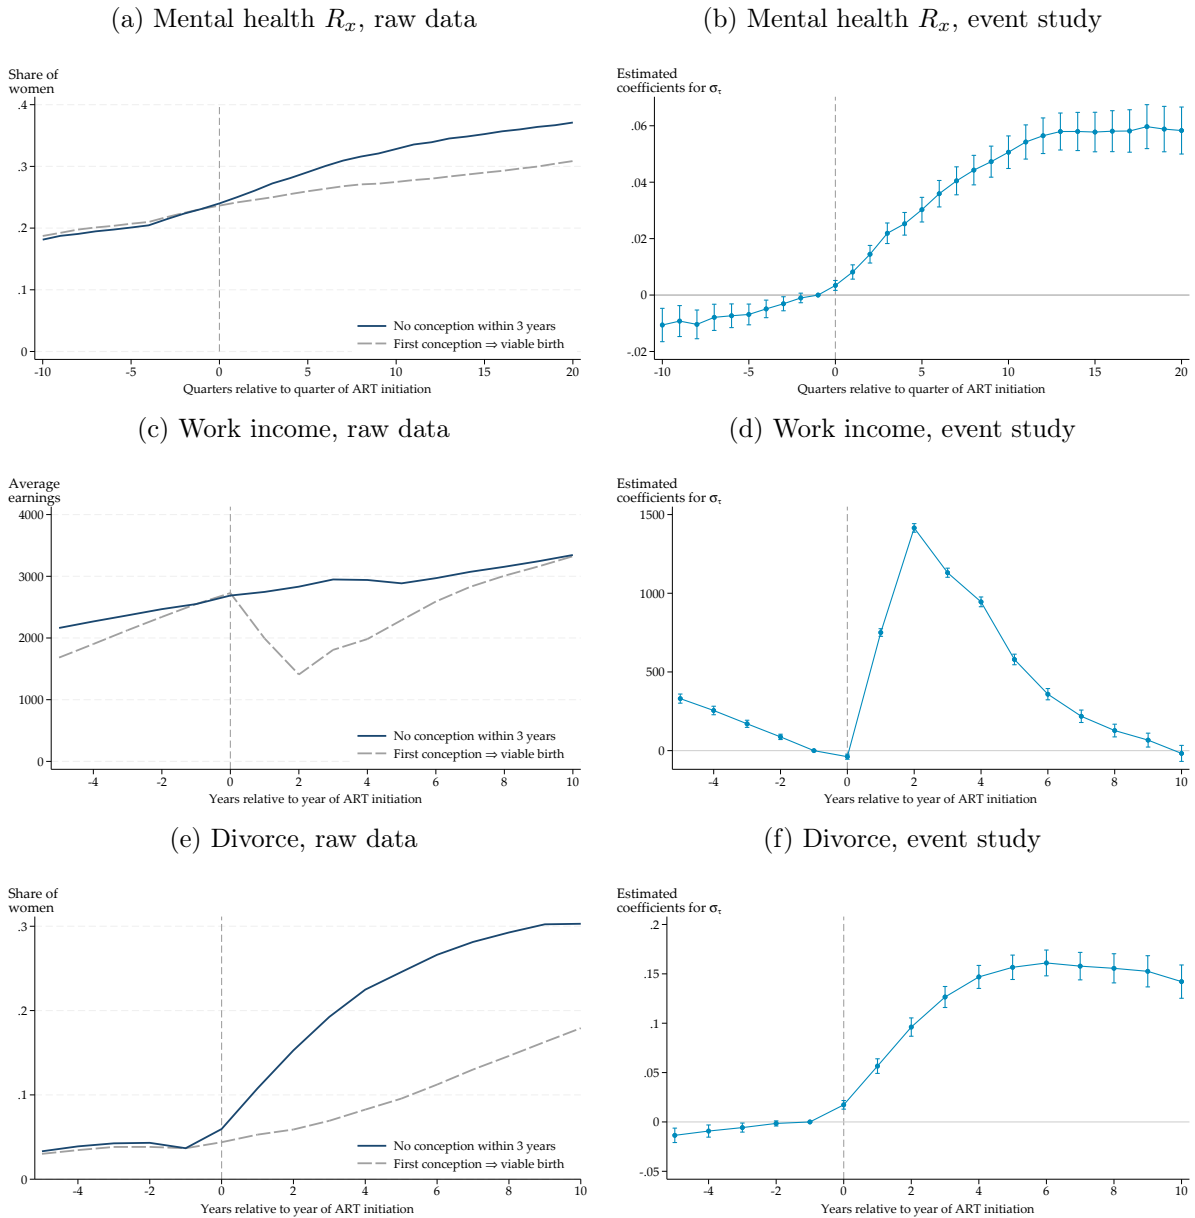 (a) Mental health Rₓ, raw data
Share of
women
.4
.3
.2
.1
0
No conception within 3 years
First conception ⇒ viable birth
-10 -5 0 5 10 15 20
Quarters relative to quarter of ART initiation
(b) Mental health Rₓ, event study
Estimated
coefficients for στ
.06
.04
.02
0
-.02
-10 -5 0 5 10 15 20
Quarters relative to quarter of ART initiation
(c) Work income, raw data
Average
earnings
4000
3000
2000
1000
0
No conception within 3 years
First conception ⇒ viable birth
-4 -2 0 2 4 6 8 10
Years relative to year of ART initiation
(d) Work income, event study
Estimated
coefficients for στ
1500
1000
500
0
-4 -2 0 2 4 6 8 10
Years relative to year of ART initiation
(e) Divorce, raw data
Share of
women
.3
.2
.1
0
No conception within 3 years
First conception ⇒ viable birth
-4 -2 0 2 4 6 8 10
Years relative to year of ART initiation
(f) Divorce, event study
Estimated
coefficients for στ
.2
.15
.1
.05
0
-.05
-4 -2 0 2 4 6 8 10
Years relative to year of ART initiation